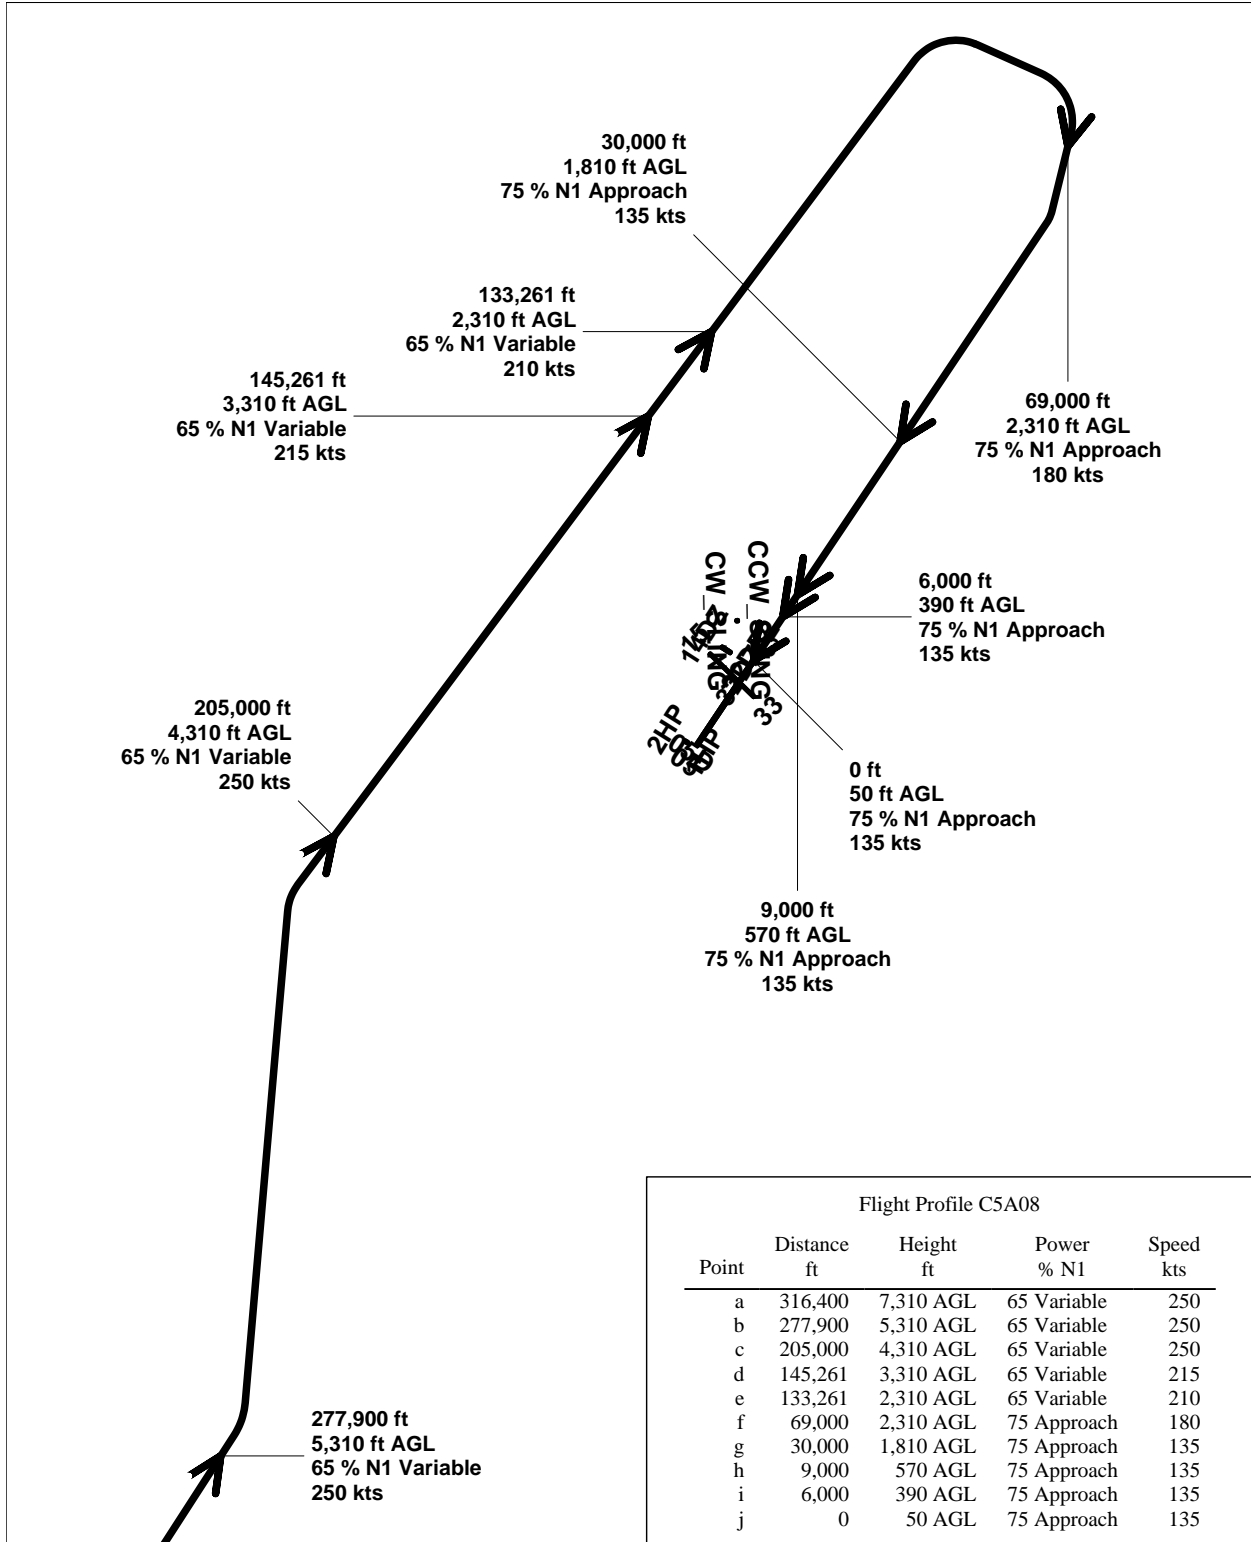 30,000 ft
1,810 ft AGL
75 % N1 Approach
135 kts
133,261 ft
2,310 ft AGL
65 % N1 Variable
210 kts
145,261 ft
3,310 ft AGL
65 % N1 Variable
215 kts
69,000 ft
2,310 ft AGL
75 % N1 Approach
180 kts
CW
CCW
6,000 ft
390 ft AGL
75 % N1 Approach
135 kts
33
2HP
205,000 ft
4,310 ft AGL
65 % N1 Variable
250 kts
0 ft
50 ft AGL
75 % N1 Approach
135 kts
9,000 ft
570 ft AGL
75 % N1 Approach
135 kts
277,900 ft
5,310 ft AGL
65 % N1 Variable
250 kts
Flight Profile C5A08
Point Distance ft Height ft Power % N1 Speed kts
a 316,400 7,310 AGL 65 Variable 250
b 277,900 5,310 AGL 65 Variable 250
c 205,000 4,310 AGL 65 Variable 250
d 145,261 3,310 AGL 65 Variable 215
e 133,261 2,310 AGL 65 Variable 210
f 69,000 2,310 AGL 75 Approach 180
g 30,000 1,810 AGL 75 Approach 135
h 9,000 570 AGL 75 Approach 135
i 6,000 390 AGL 75 Approach 135
j 0 50 AGL 75 Approach 135